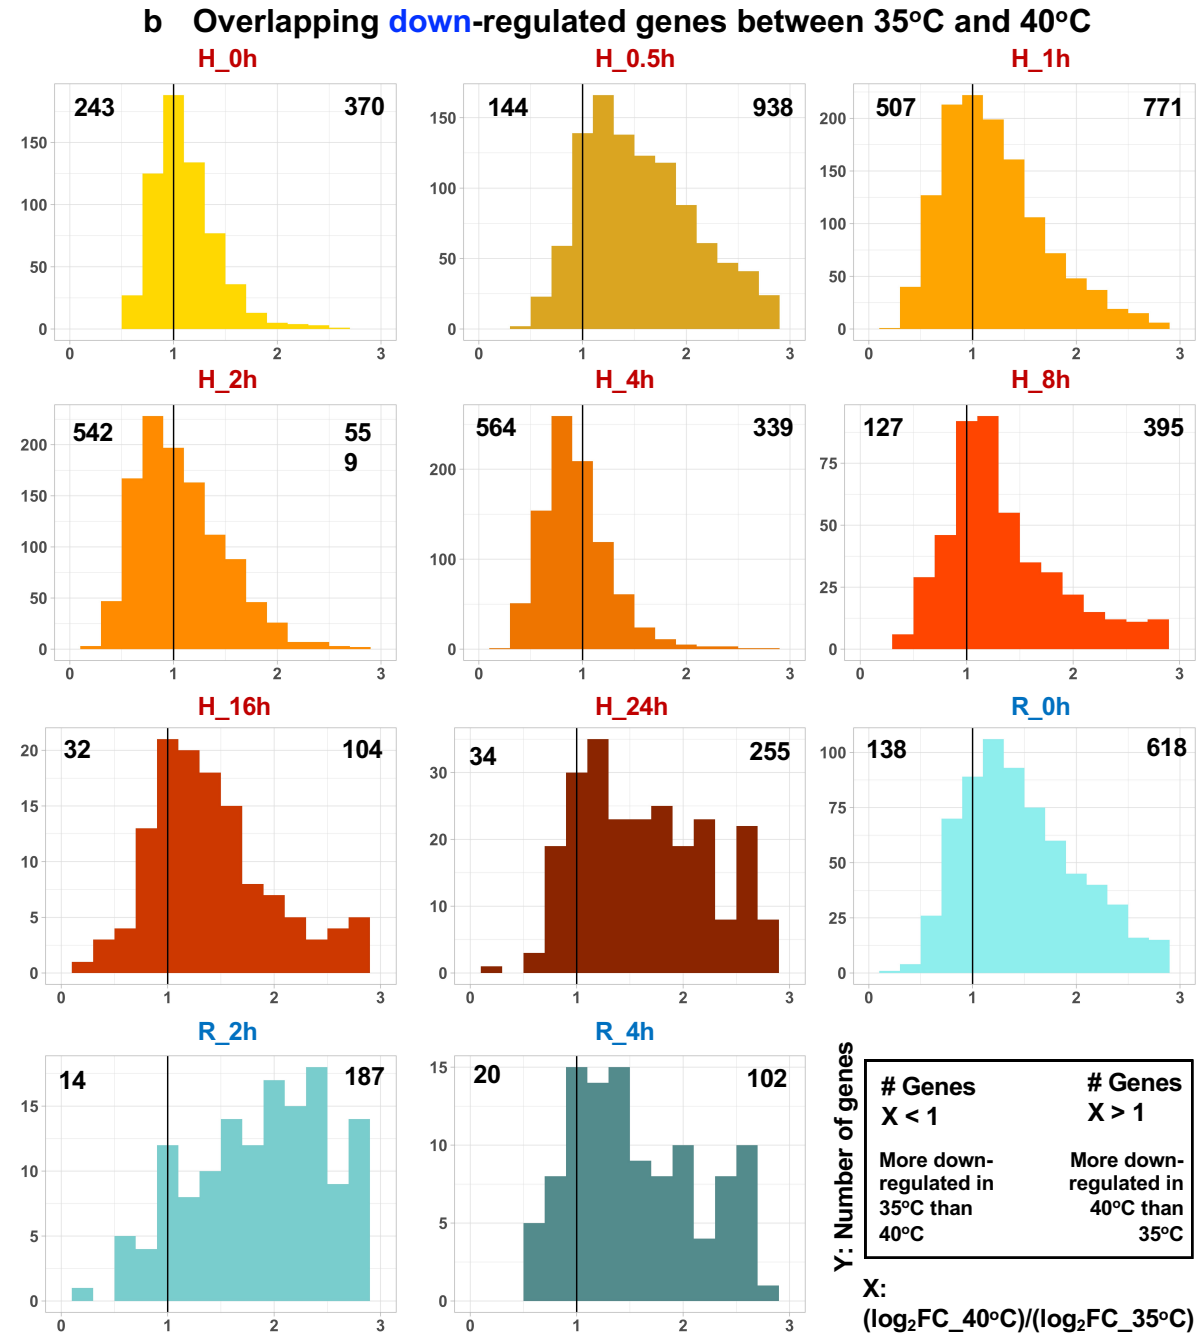 b Overlapping down-regulated genes between 35°C and 40°C
H_0h H_0.5h H_1h
243 370
150
100
50
0
0 1 2 3
144 938
150
100
50
0
0 1 2 3
507 771
200
150
100
50
0
0 1 2 3
H_2h H_4h H_8h
542 55
9
200
150
100
50
0
0 1 2 3
564 339
200
100
0
0 1 2 3
127 395
75
50
25
0
0 1 2 3
H_16h H_24h R_0h
32 104
20
15
10
5
0
0 1 2 3
34 255
30
20
10
0
0 1 2 3
138 618
100
75
50
25
0
0 1 2 3
R_2h R_4h
14 187
15
10
5
0
0 1 2 3
20 102
15
10
5
0
0 1 2 3
Y: Number of genes
# Genes
X < 1
More down-
regulated in
35°C than
40°C
# Genes
X > 1
More down-
regulated in
40°C than
35°C
X:
(log₂FC_40°C)/(log₂FC_35°C)